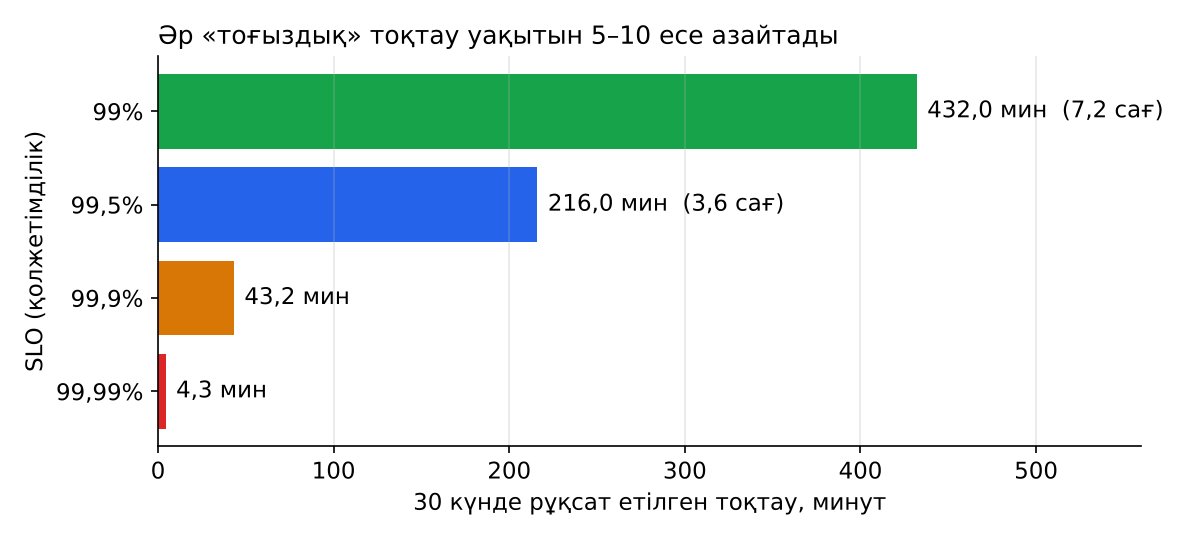 Әр «тоғыздық» тоқтау уақытын 5–10 есе азайтады
SLO (қолжетімділік)
99%
432,0 мин (7,2 сағ)
99,5%
216,0 мин (3,6 сағ)
99,9%
43,2 мин
99,99%
4,3 мин
0 100 200 300 400 500
30 күнде рұқсат етілген тоқтау, минут